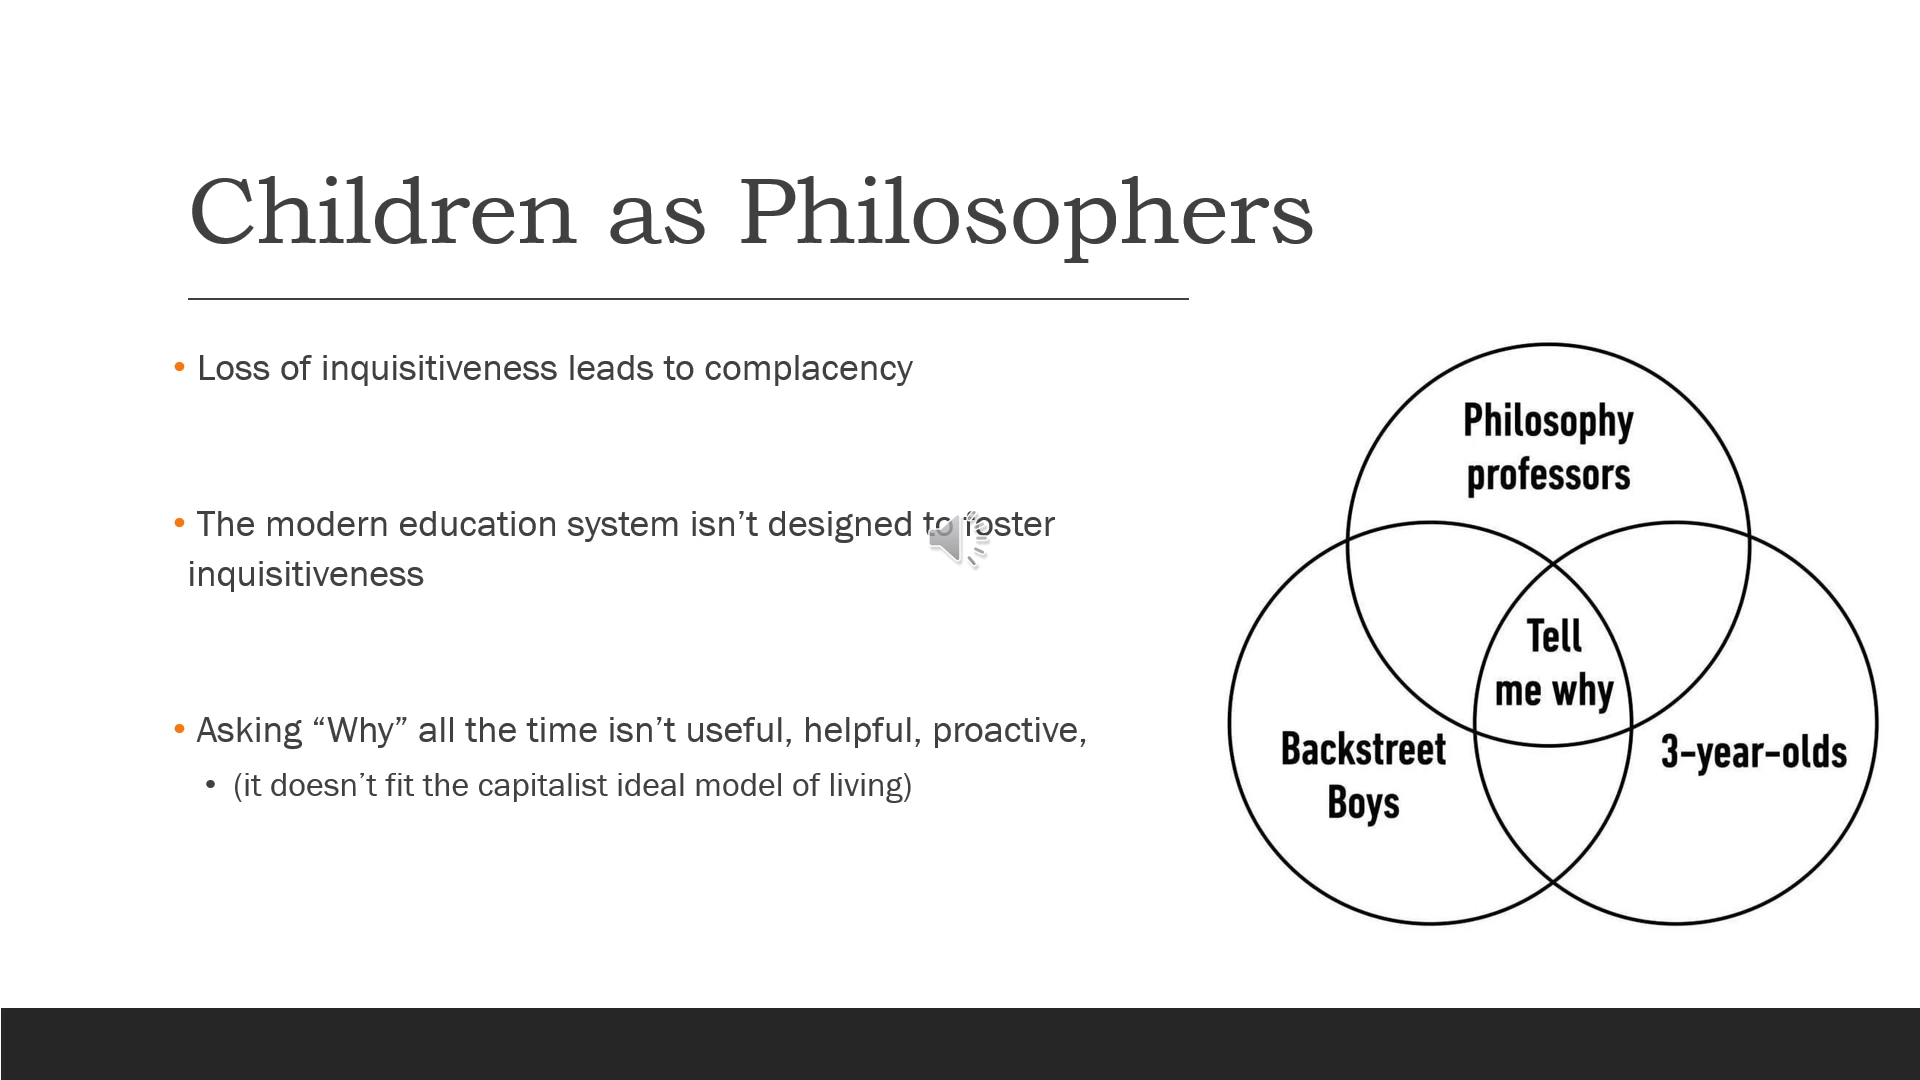 Children as Philosophers
• Loss of inquisitiveness leads to complacency
• The modern education system isn’t designed to foster
inquisitiveness
• Asking “Why” all the time isn’t useful, helpful, proactive,
• (it doesn’t fit the capitalist ideal model of living)
Philosophy
professors
Tell
me why
Backstreet
Boys
3-year-olds